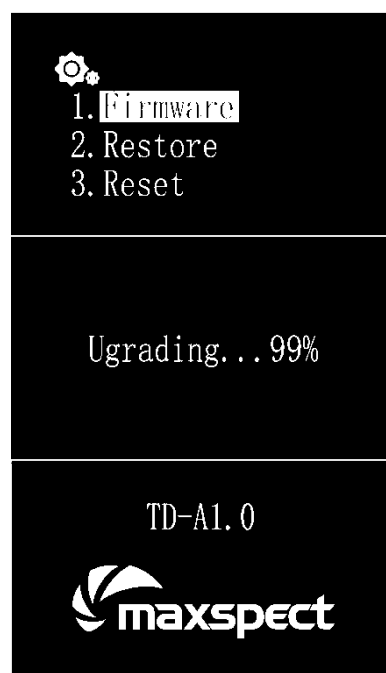 1. Firmware
2. Restore
3. Reset
Ugrading...99%
TD-A1.0
maxspect